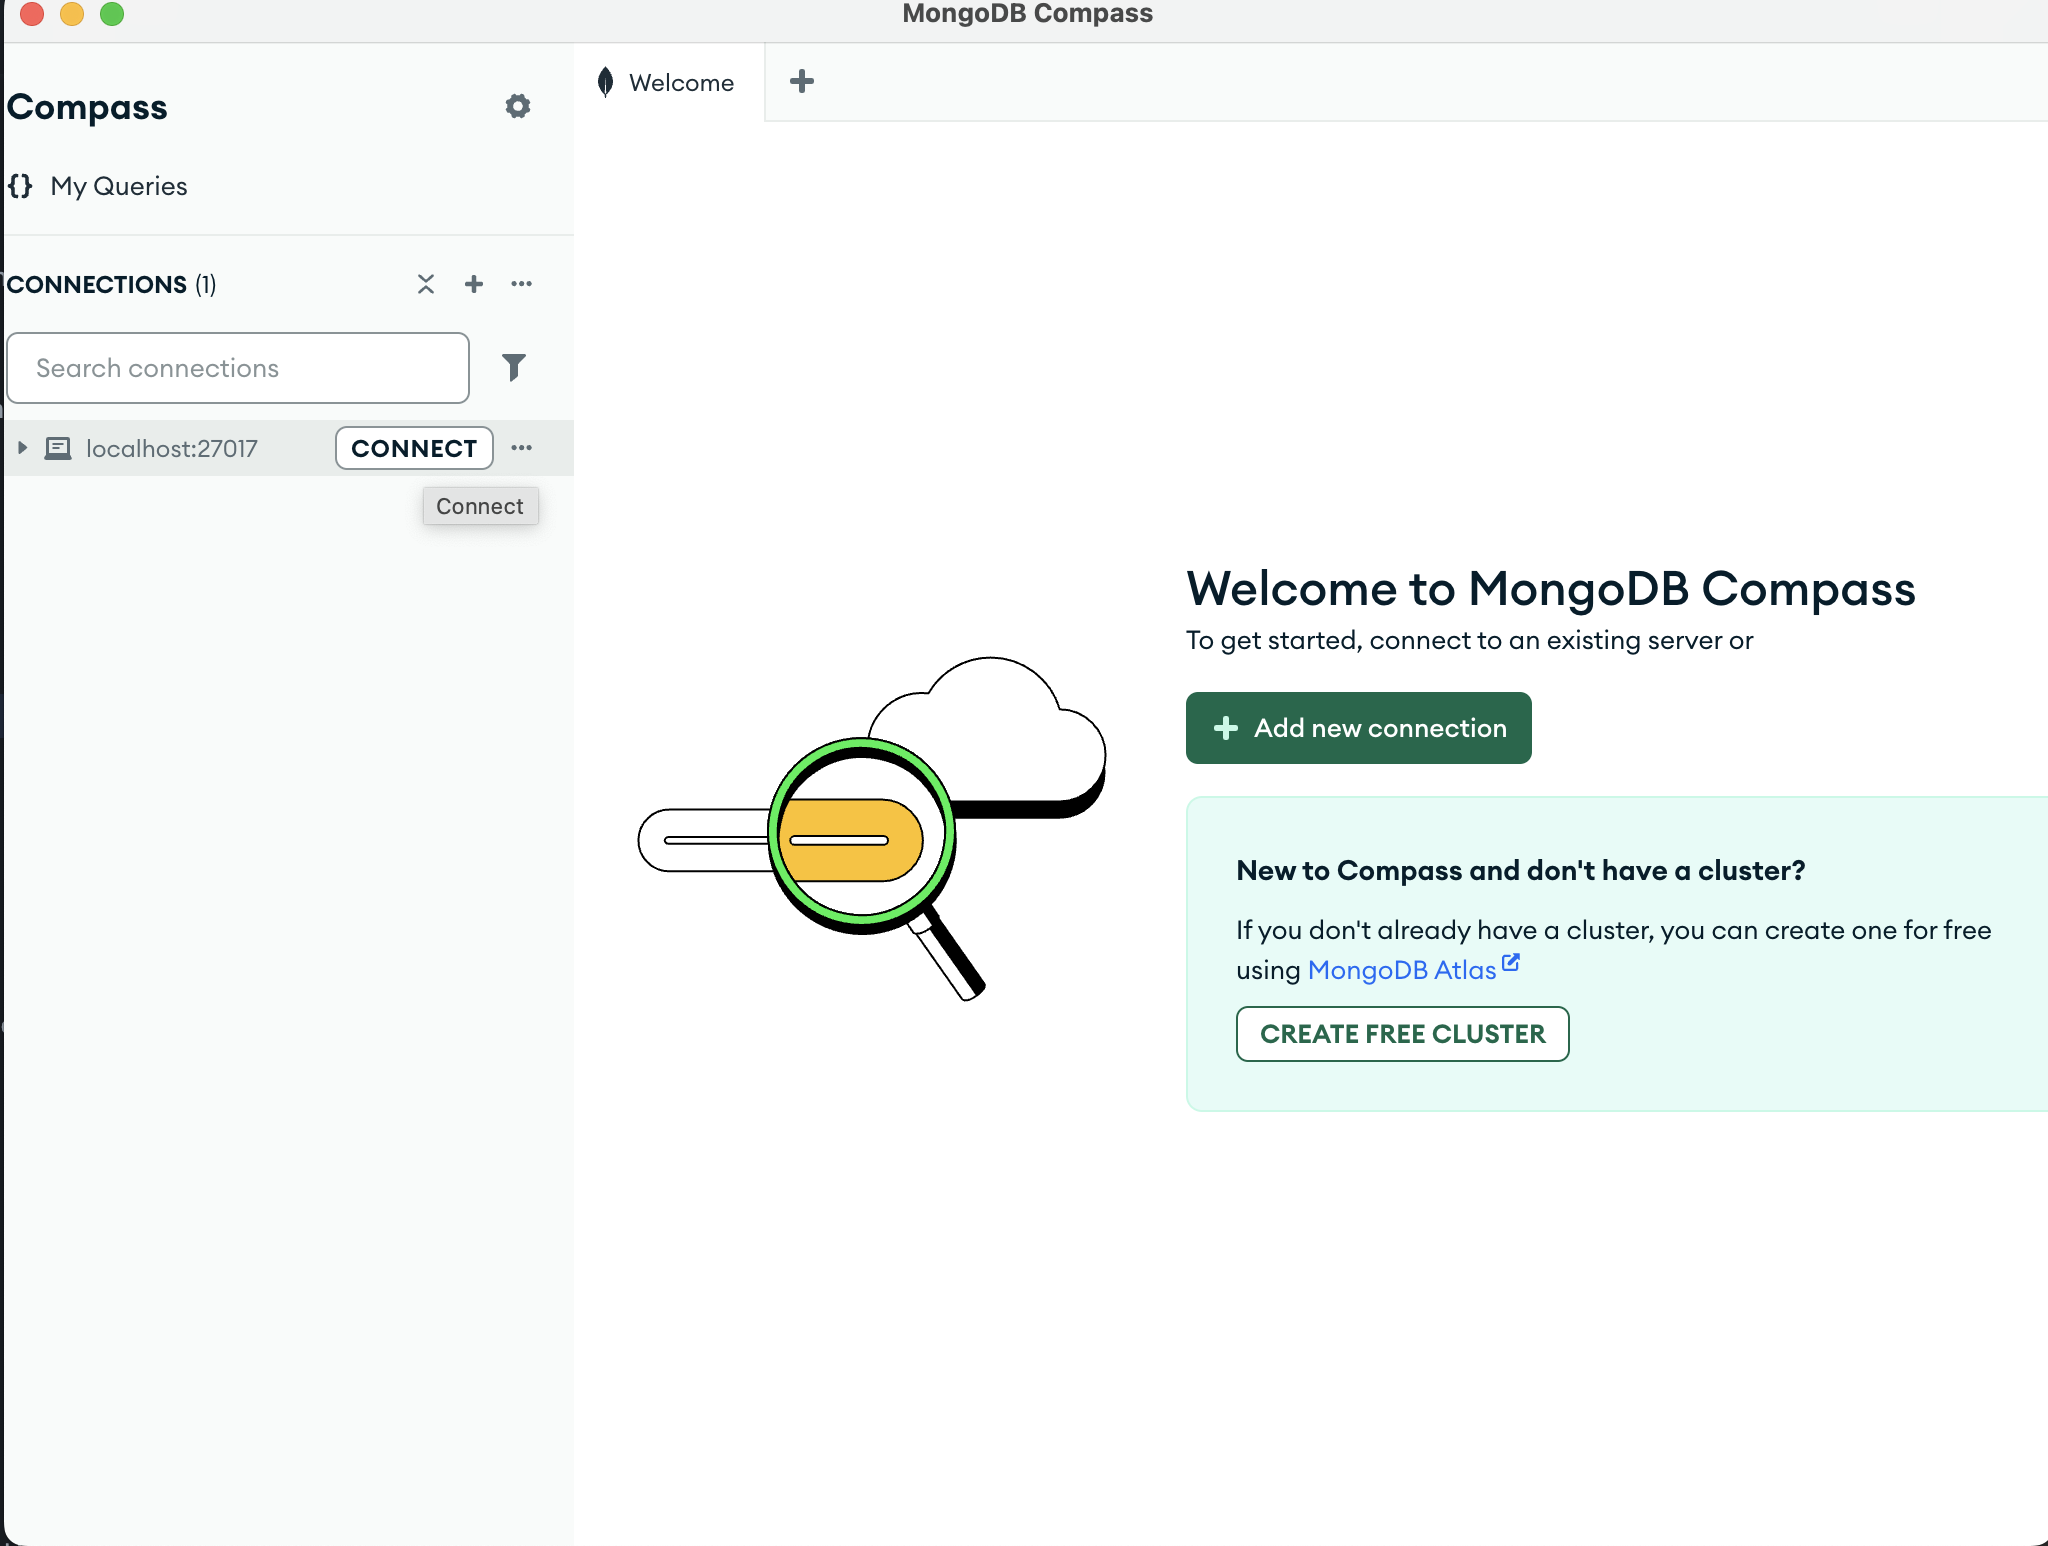 MongoDB Compass
Compass
Welcome
{} My Queries
CONNECTIONS (1)
Search connections
localhost:27017
CONNECT
Connect
Welcome to MongoDB Compass
To get started, connect to an existing server or
Add new connection
New to Compass and don't have a cluster?
If you don't already have a cluster, you can create one for free
using MongoDB Atlas
CREATE FREE CLUSTER